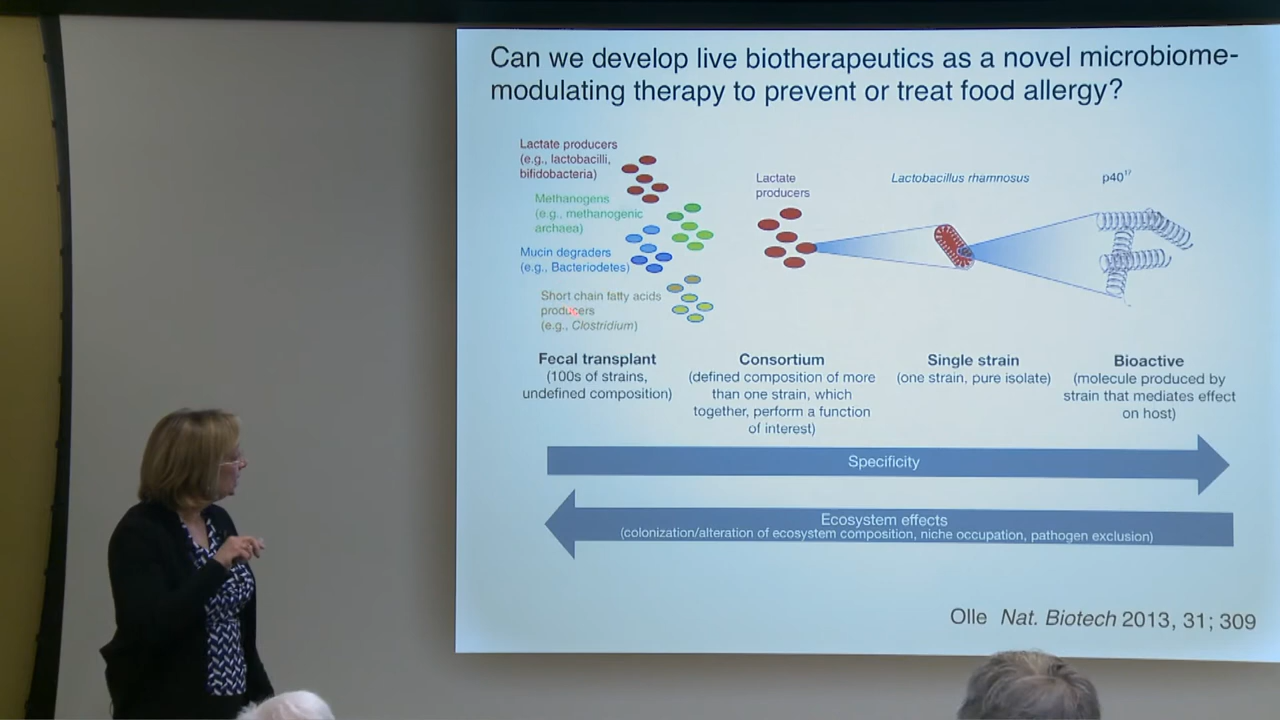 Can we develop live biotherapeutics as a novel microbiome-
modulating therapy to prevent or treat food allergy?
Lactate producers
(e.g., lactobacilli,
bifidobacteria)
Methanogens
(e.g., methanogenic
archaea)
Mucin degraders
(e.g., Bacteriodetes)
Short chain fatty acids
producers
(e.g., Clostridium)
Lactate
producers
Lactobacillus rhamnosus
p40¹⁷
Fecal transplant
(100s of strains,
undefined composition)
Consortium
(defined composition of more
than one strain, which
together, perform a function
of interest)
Single strain
(one strain, pure isolate)
Bioactive
(molecule produced by
strain that mediates effect
on host)
Specificity
Ecosystem effects
(colonization/alteration of ecosystem composition, niche occupation, pathogen exclusion)
Olle Nat. Biotech 2013, 31; 309